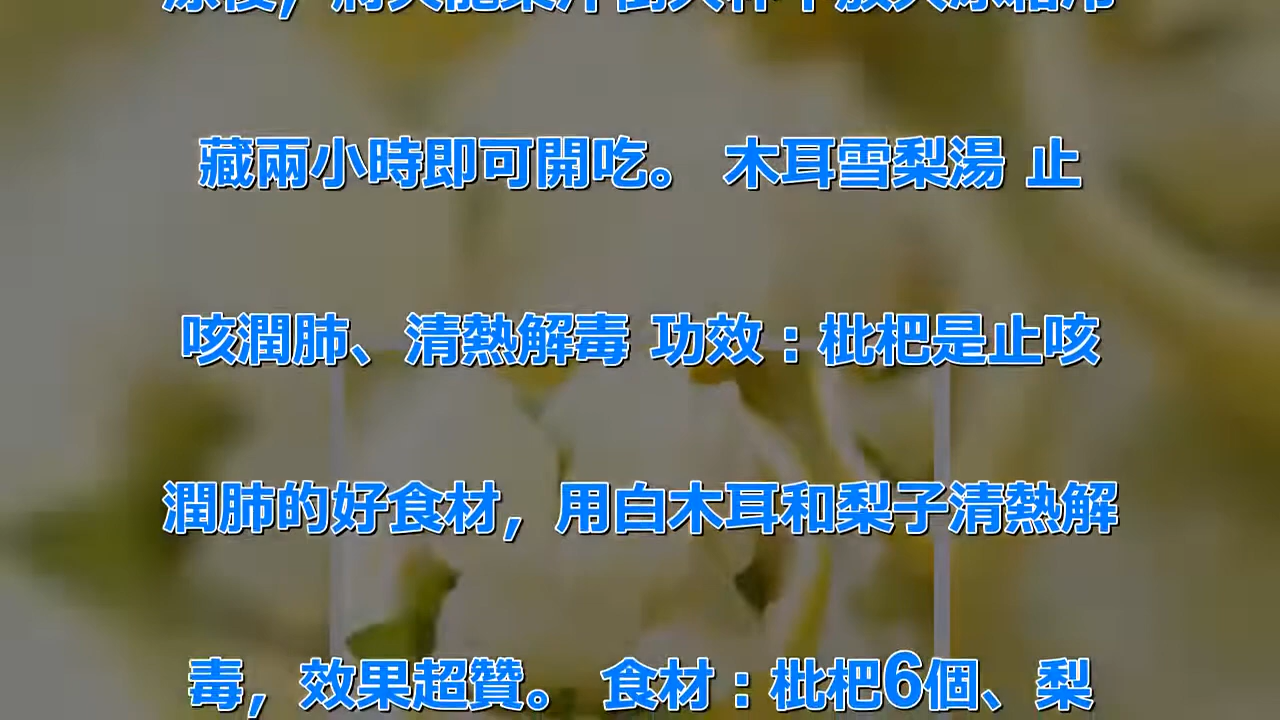 藏兩小時即可開吃。 木耳雪梨湯 止
咳潤肺、清熱解毒 功效：枇杷是止咳
潤肺的好食材，用白木耳和梨子清熱解
毒，效果超贊。 食材：枇杷6個、梨